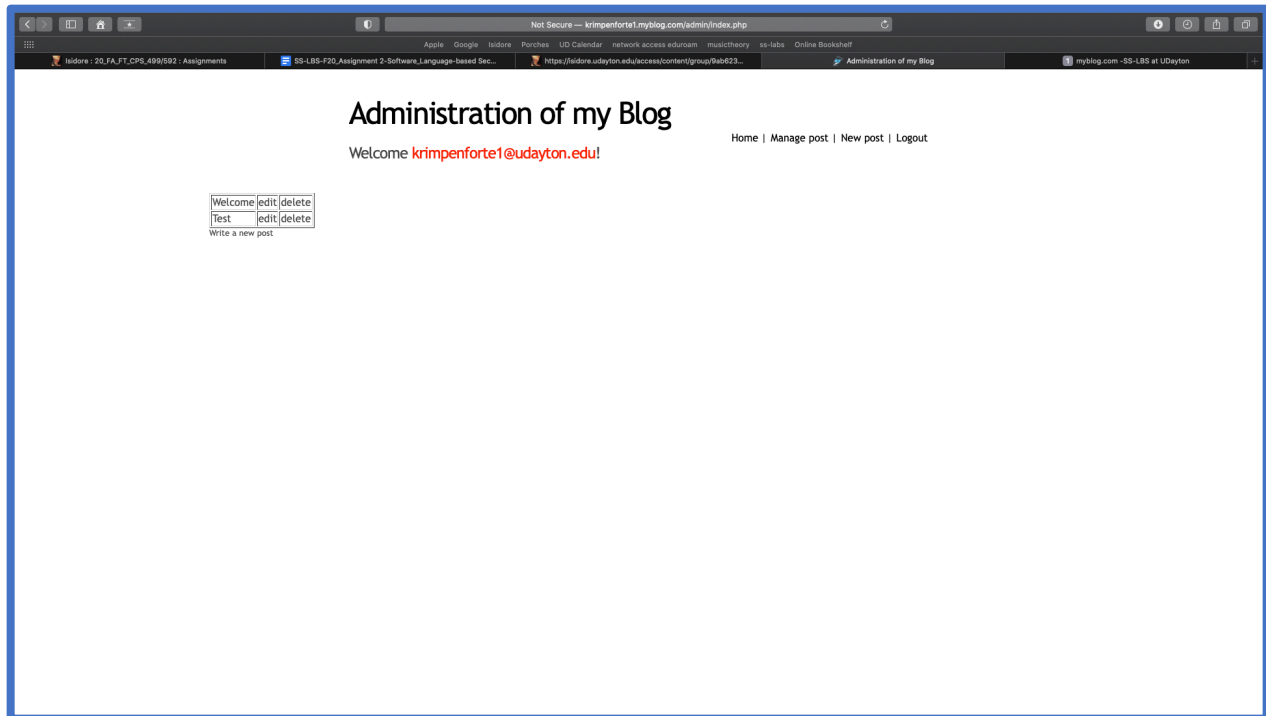 Not Secure — krimpenforte1.myblog.com/admin/index.php
Apple Google Isidore Porches UD Calendar network access eduroam musictheory ss-labs Online Bookshelf
Isidore : 20_FA_FT_CPS_499/592 : Assignments SS-LBS-F20_Assignment 2-Software_Language-based Sec... https://isidore.udayton.edu/access/content/group/9ab623... Administration of my Blog 1 myblog.com -SS-LBS at UDayton
Administration of my Blog
Home | Manage post | New post | Logout
Welcome krimpenforte1@udayton.edu!
Welcome edit delete
Test edit delete
Write a new post